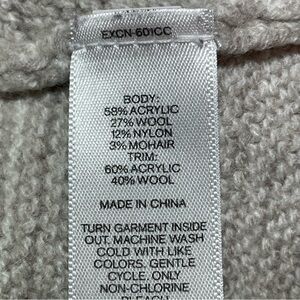 EXCN-601CC
BODY:
58% ACRYLIC
27% WOOL
12% NYLON
3% MOHAIR
TRIM:
60% ACRYLIC
40% WOOL
MADE IN CHINA
TURN GARMENT INSIDE
OUT. MACHINE WASH
COLD WITH LIKE
COLORS. GENTLE
CYCLE. ONLY
NON-CHLORINE
BLEACH